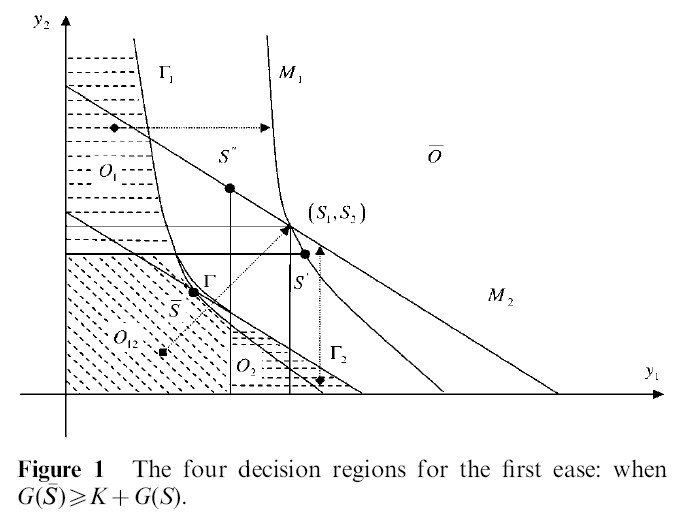 y₂
Γ₁
M₁
Ō
S″
O₁
(S₁,S₂)
Γ
S′
S̄
M₂
O₁₂
O₂
Γ₂
y₁
Figure 1 The four decision regions for the first ease: when
G(S̄)⩾K+G(S).